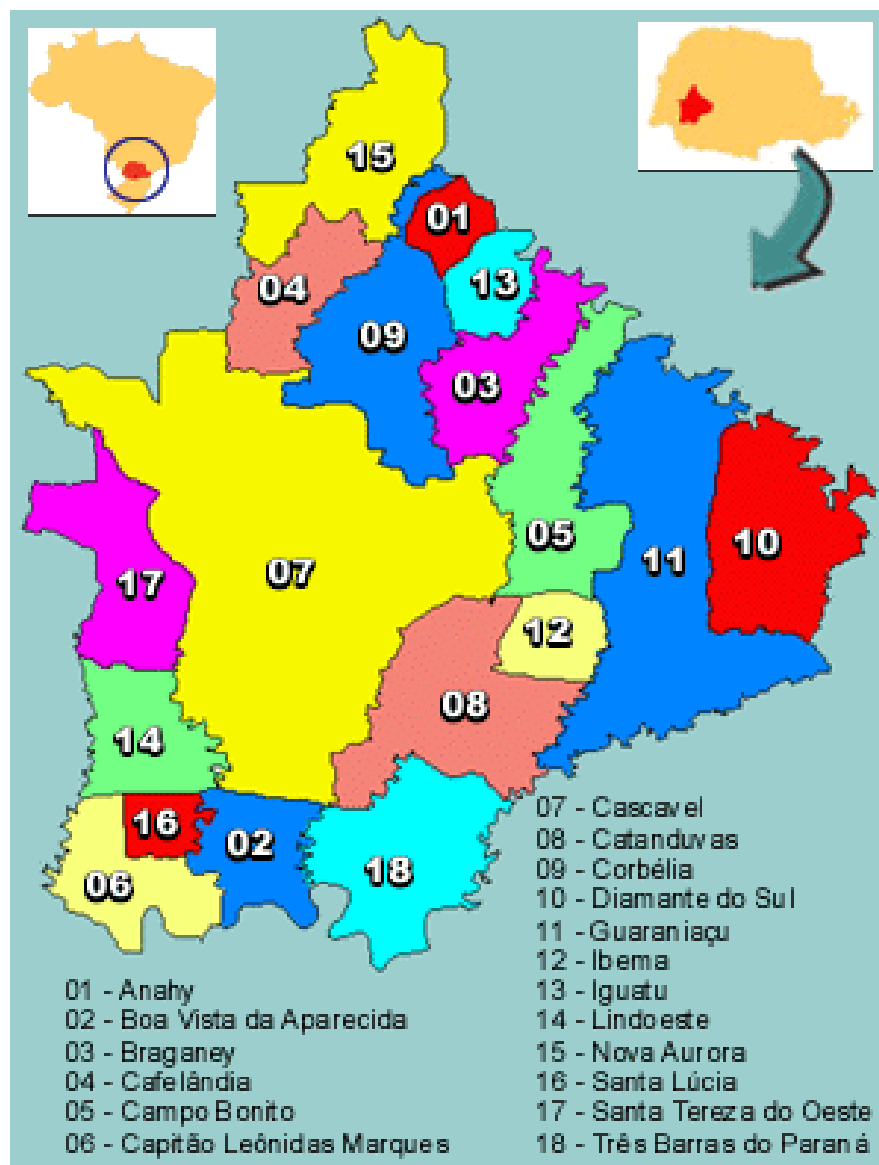 15
01
04
13
09
03
17
07
05
11
10
12
08
14
16
02
06
18
07 - Cascavel
08 - Catanduvas
09 - Corbélia
10 - Diamante do Sul
11 - Guaraniaçu
12 - Ibema
13 - Iguatu
14 - Lindoeste
15 - Nova Aurora
16 - Santa Lúcia
17 - Santa Tereza do Oeste
18 - Três Barras do Paraná
01 - Anahy
02 - Boa Vista da Aparecida
03 - Braganey
04 - Cafelândia
05 - Campo Bonito
06 - Capitão Leônidas Marques